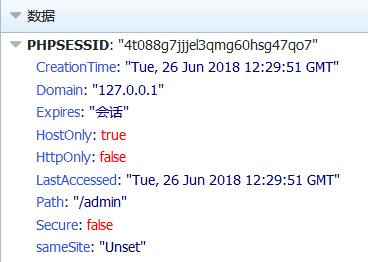 数据
PHPSESSID: "4t088g7jjjel3qmg60hsg47qo7"
CreationTime: "Tue, 26 Jun 2018 12:29:51 GMT"
Domain: "127.0.0.1"
Expires: "会话"
HostOnly: true
HttpOnly: false
LastAccessed: "Tue, 26 Jun 2018 12:29:51 GMT"
Path: "/admin"
Secure: false
sameSite: "Unset"